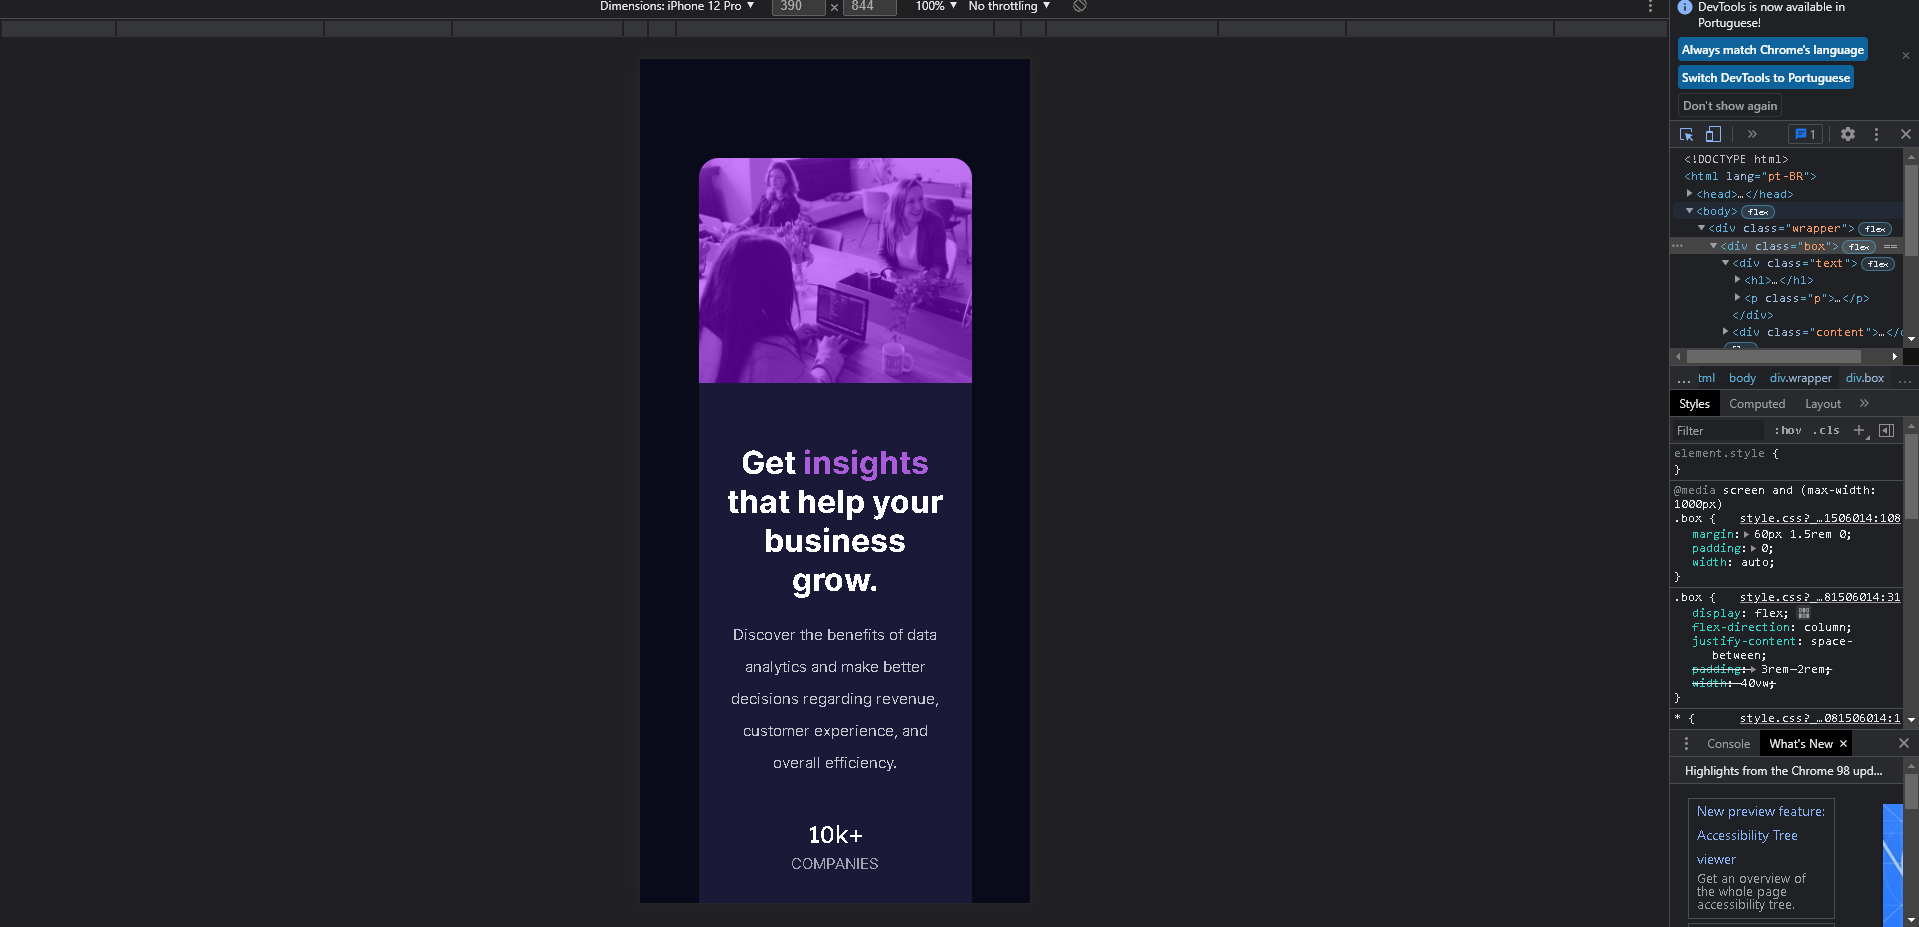 Dimensions: iPhone 12 Pro ▼ 390 × 844 100% ▼ No throttling ▼
Get insights
that help your
business
grow.
Discover the benefits of data
analytics and make better
decisions regarding revenue,
customer experience, and
overall efficiency.
10k+
COMPANIES
DevTools is now available in
Portuguese!
Always match Chrome's language
Switch DevTools to Portuguese
Don't show again
1
<!DOCTYPE html>
<html lang="pt-BR">
<head>…</head>
<body> flex
<div class="wrapper"> flex
<div class="box"> flex ==
<div class="text"> flex
<h1>…</h1>
<p class="p">…</p>
</div>
<div class="content">…</
… tml body div.wrapper div.box …
Styles Computed Layout »
Filter :hov .cls +
element.style {
}
@media screen and (max-width:
1000px)
.box { style.css?_…1506014:108
margin: 60px 1.5rem 0;
padding: 0;
width: auto;
}
.box { style.css?_…81506014:31
display: flex;
flex-direction: column;
justify-content: space-
between;
padding: 3rem 2rem;
width: 40vw;
}
* { style.css?_…081506014:1
Console What's New ×
Highlights from the Chrome 98 upd...
New preview feature:
Accessibility Tree
viewer
Get an overview of
the whole page
accessibility tree.